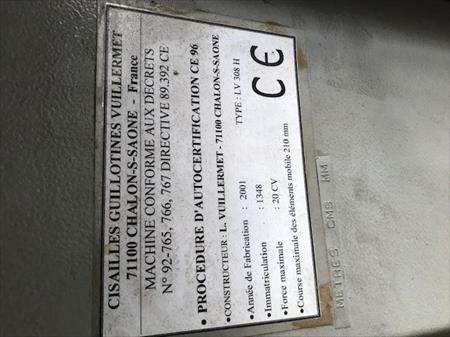 CISAILLES GUILLOTINES VUILLERMET
71100 CHALON-S-SAONE - France
MACHINE CONFORME AUX DECRETS
N° 92-765, 766, 767 DIRECTIVE 89.392 CE
• PROCEDURE D'AUTOCERTIFICATION CE 96
•CONSTRUCTEUR: L. VUILLERMET - 71100 CHALON-S-SAONE
TYPE: LV 308 H
•Année de Fabrication : 2001
•Immatriculation : 1348
•Force maximale : 20 CV
•Course maximale des éléments mobile 210 mm
CE
METRES CMS MM